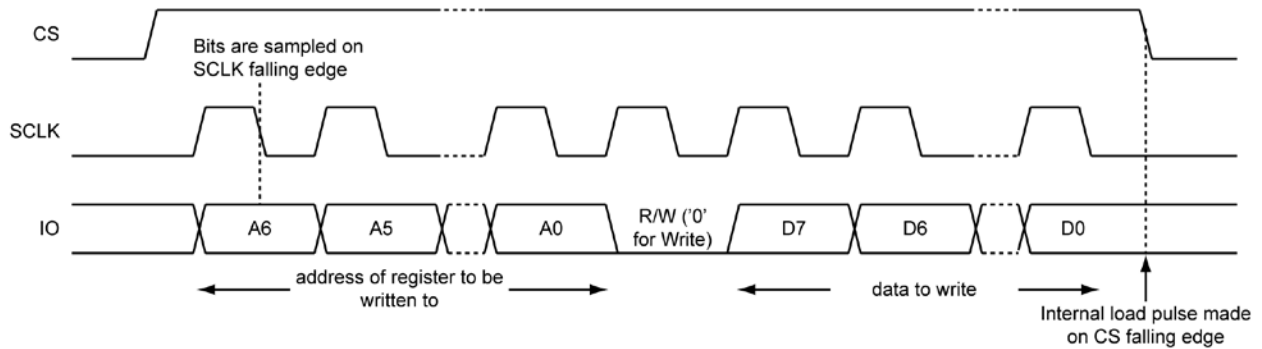 CS
Bits are sampled on
SCLK falling edge
SCLK
IO
A6
A5
A0
R/W ('0'
for Write)
D7
D6
D0
address of register to be
written to
data to write
Internal load pulse made
on CS falling edge